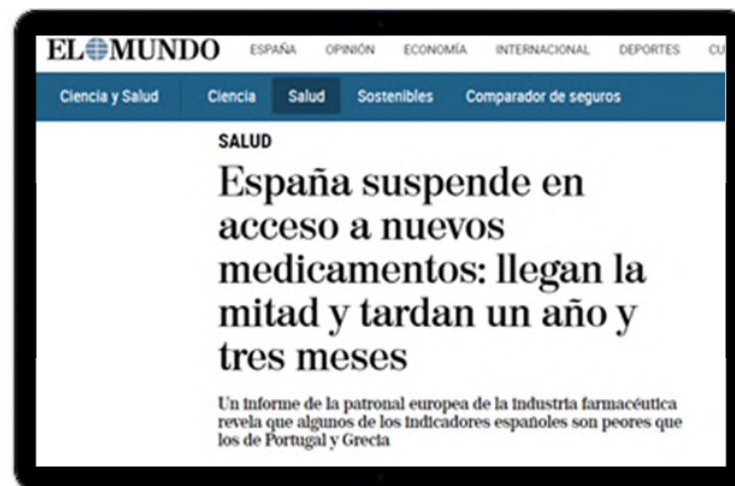 EL MUNDO ESPAÑA OPINIÓN ECONOMÍA INTERNACIONAL DEPORTES CU
Ciencia y Salud Ciencia Salud Sostenibles Comparador de seguros
SALUD
España suspende en
acceso a nuevos
medicamentos: llegan la
mitad y tardan un año y
tres meses
Un informe de la patronal europea de la industria farmacéutica
revela que algunos de los indicadores españoles son peores que
los de Portugal y Grecia